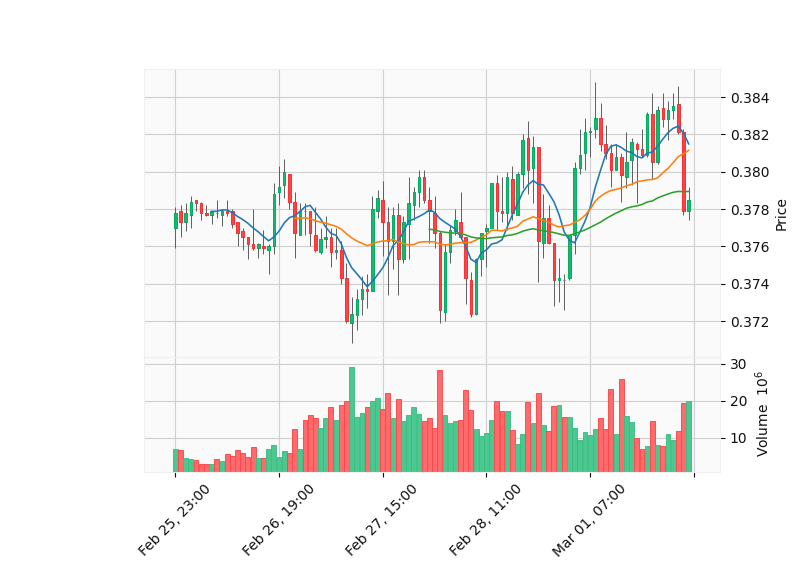 0.384
0.382
0.380
0.378
0.376
0.374
0.372
Price
30
20
10
Volume 10^6
Feb 25, 23:00
Feb 26, 19:00
Feb 27, 15:00
Feb 28, 11:00
Mar 01, 07:00